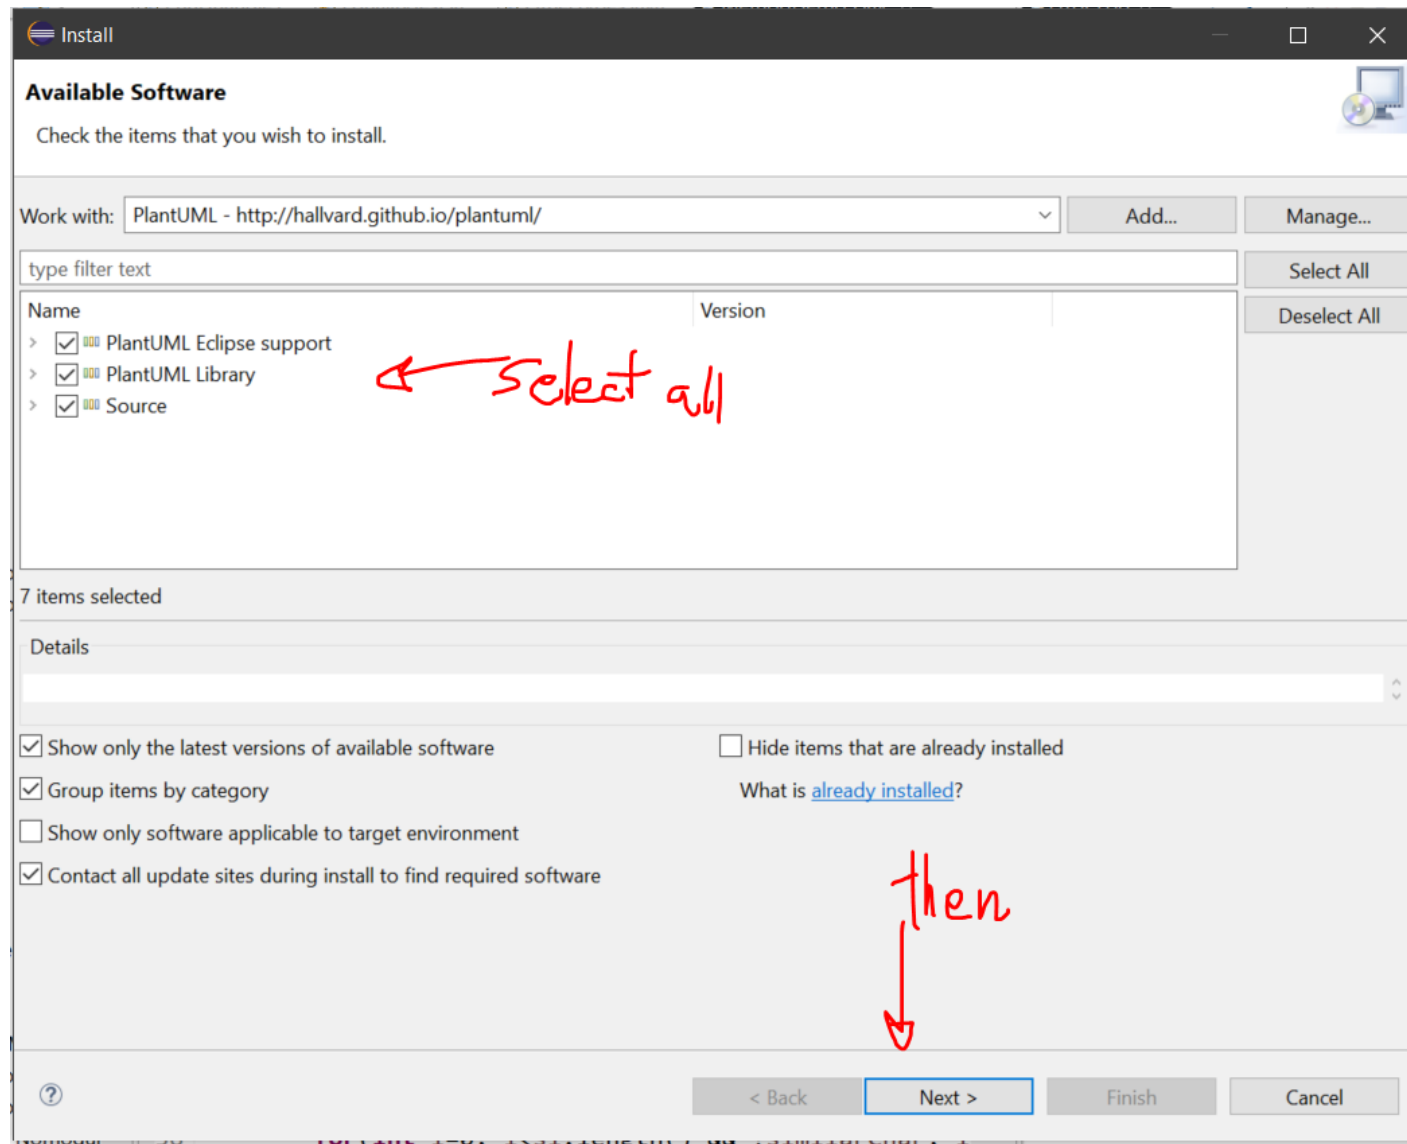 Install
Available Software
Check the items that you wish to install.
Work with: PlantUML - http://hallvard.github.io/plantuml/ Add... Manage...
type filter text Select All
Name Version Deselect All
PlantUML Eclipse support
PlantUML Library
Source
select all
7 items selected
Details
Show only the latest versions of available software Hide items that are already installed
Group items by category What is already installed?
Show only software applicable to target environment
Contact all update sites during install to find required software
then
< Back Next > Finish Cancel